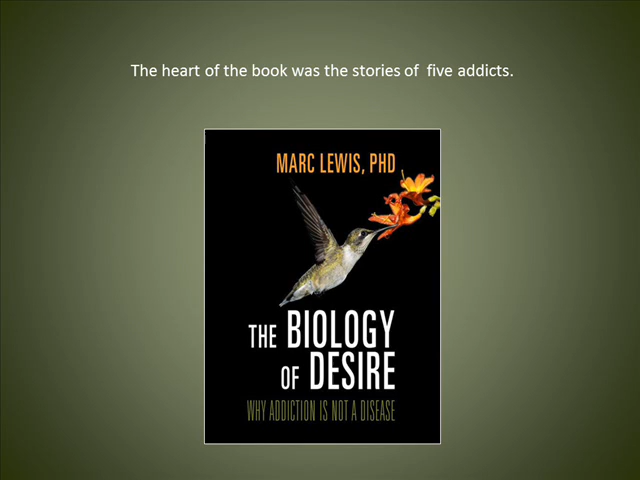 The heart of the book was the stories of five addicts.
MARC LEWIS, PHD
THE BIOLOGY
OF DESIRE
WHY ADDICTION IS NOT A DISEASE